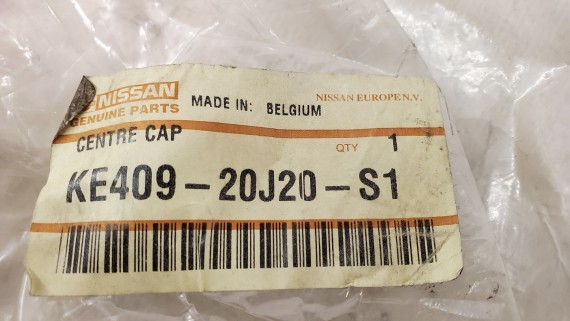 NISSAN
GENUINE PARTS
MADE IN: BELGIUM
NISSAN EUROPE N.V.
CENTRE CAP
QTY 1
KE409-20J20-S1